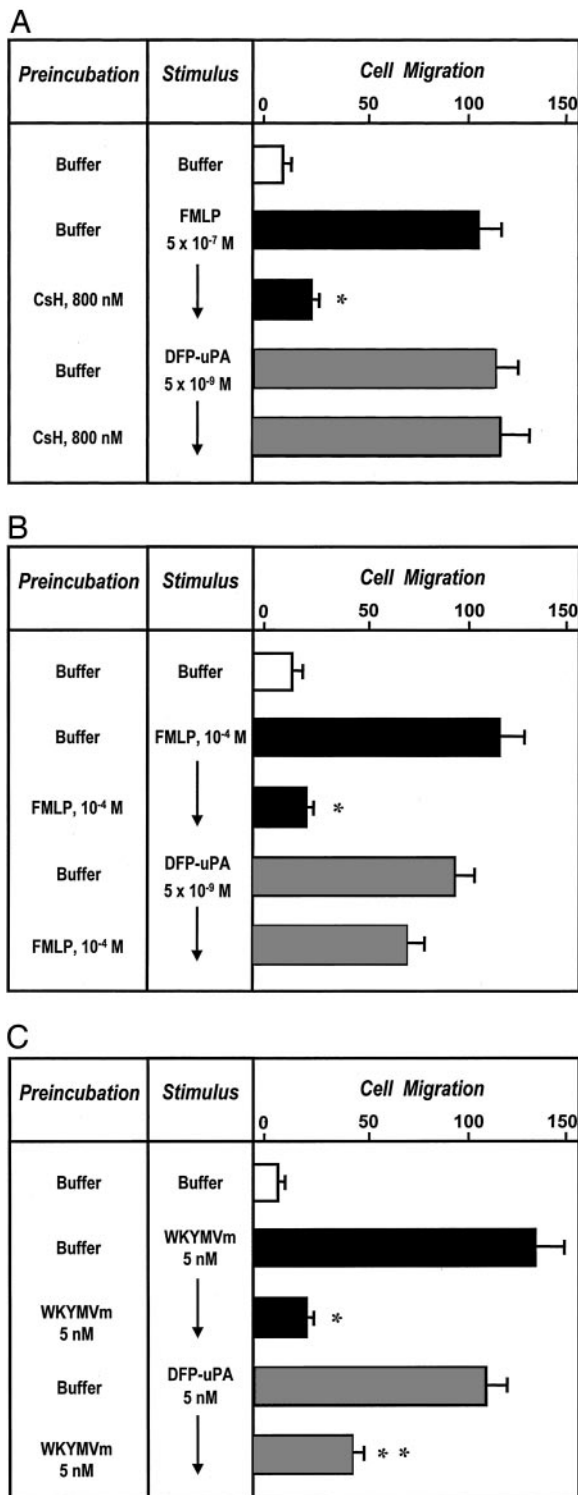 A
Preincubation Stimulus Cell Migration
0 50 100 150
Buffer Buffer
Buffer FMLP
5 x 10⁻⁷ M
CsH, 800 nM *
Buffer DFP-uPA
5 x 10⁻⁹ M
CsH, 800 nM
B
Preincubation Stimulus Cell Migration
0 50 100 150
Buffer Buffer
Buffer FMLP, 10⁻⁴ M
FMLP, 10⁻⁴ M *
Buffer DFP-uPA
5 x 10⁻⁹ M
FMLP, 10⁻⁴ M
C
Preincubation Stimulus Cell Migration
0 50 100 150
Buffer Buffer
Buffer WKYMVm
5 nM
WKYMVm
5 nM *
Buffer DFP-uPA
5 nM
WKYMVm
5 nM * *